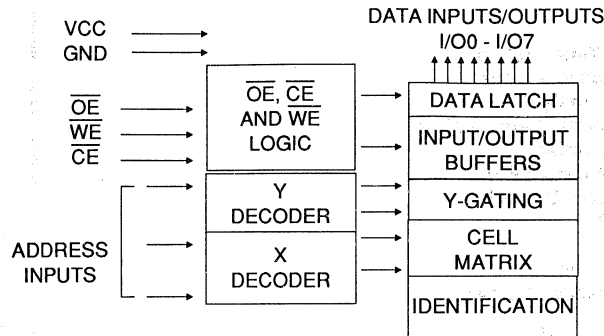 DATA INPUTS/OUTPUTS
I/O0 - I/O7
VCC
GND
OE
WE
CE
OE, CE
AND WE
LOGIC
Y
DECODER
X
DECODER
ADDRESS
INPUTS
DATA LATCH
INPUT/OUTPUT
BUFFERS
Y-GATING
CELL
MATRIX
IDENTIFICATION